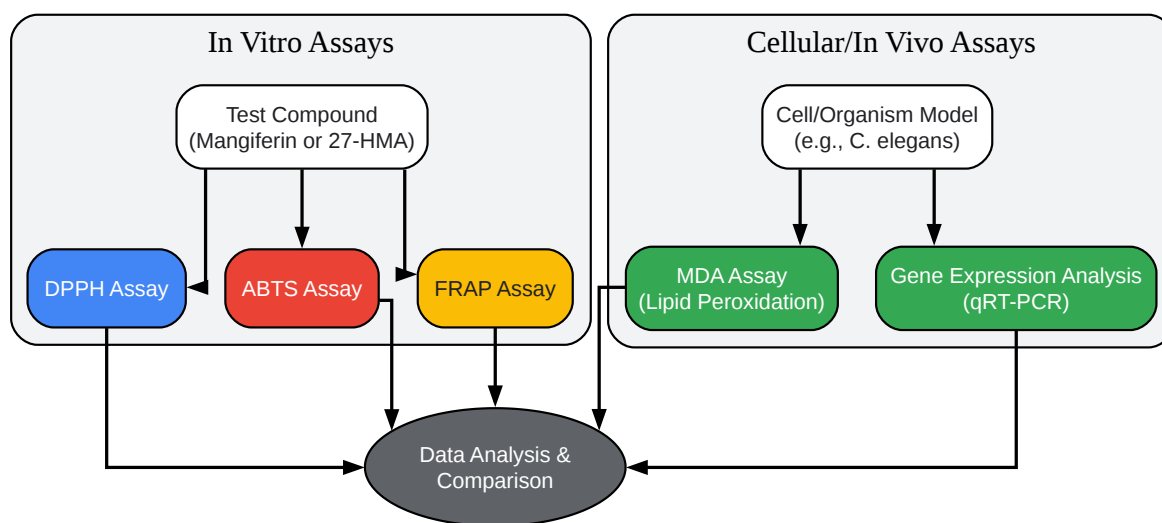 In Vitro Assays
Test Compound
(Mangiferin or 27-HMA)
DPPH Assay
ABTS Assay
FRAP Assay
Cellular/In Vivo Assays
Cell/Organism Model
(e.g., C. elegans)
MDA Assay
(Lipid Peroxidation)
Gene Expression Analysis
(qRT-PCR)
Data Analysis &
Comparison